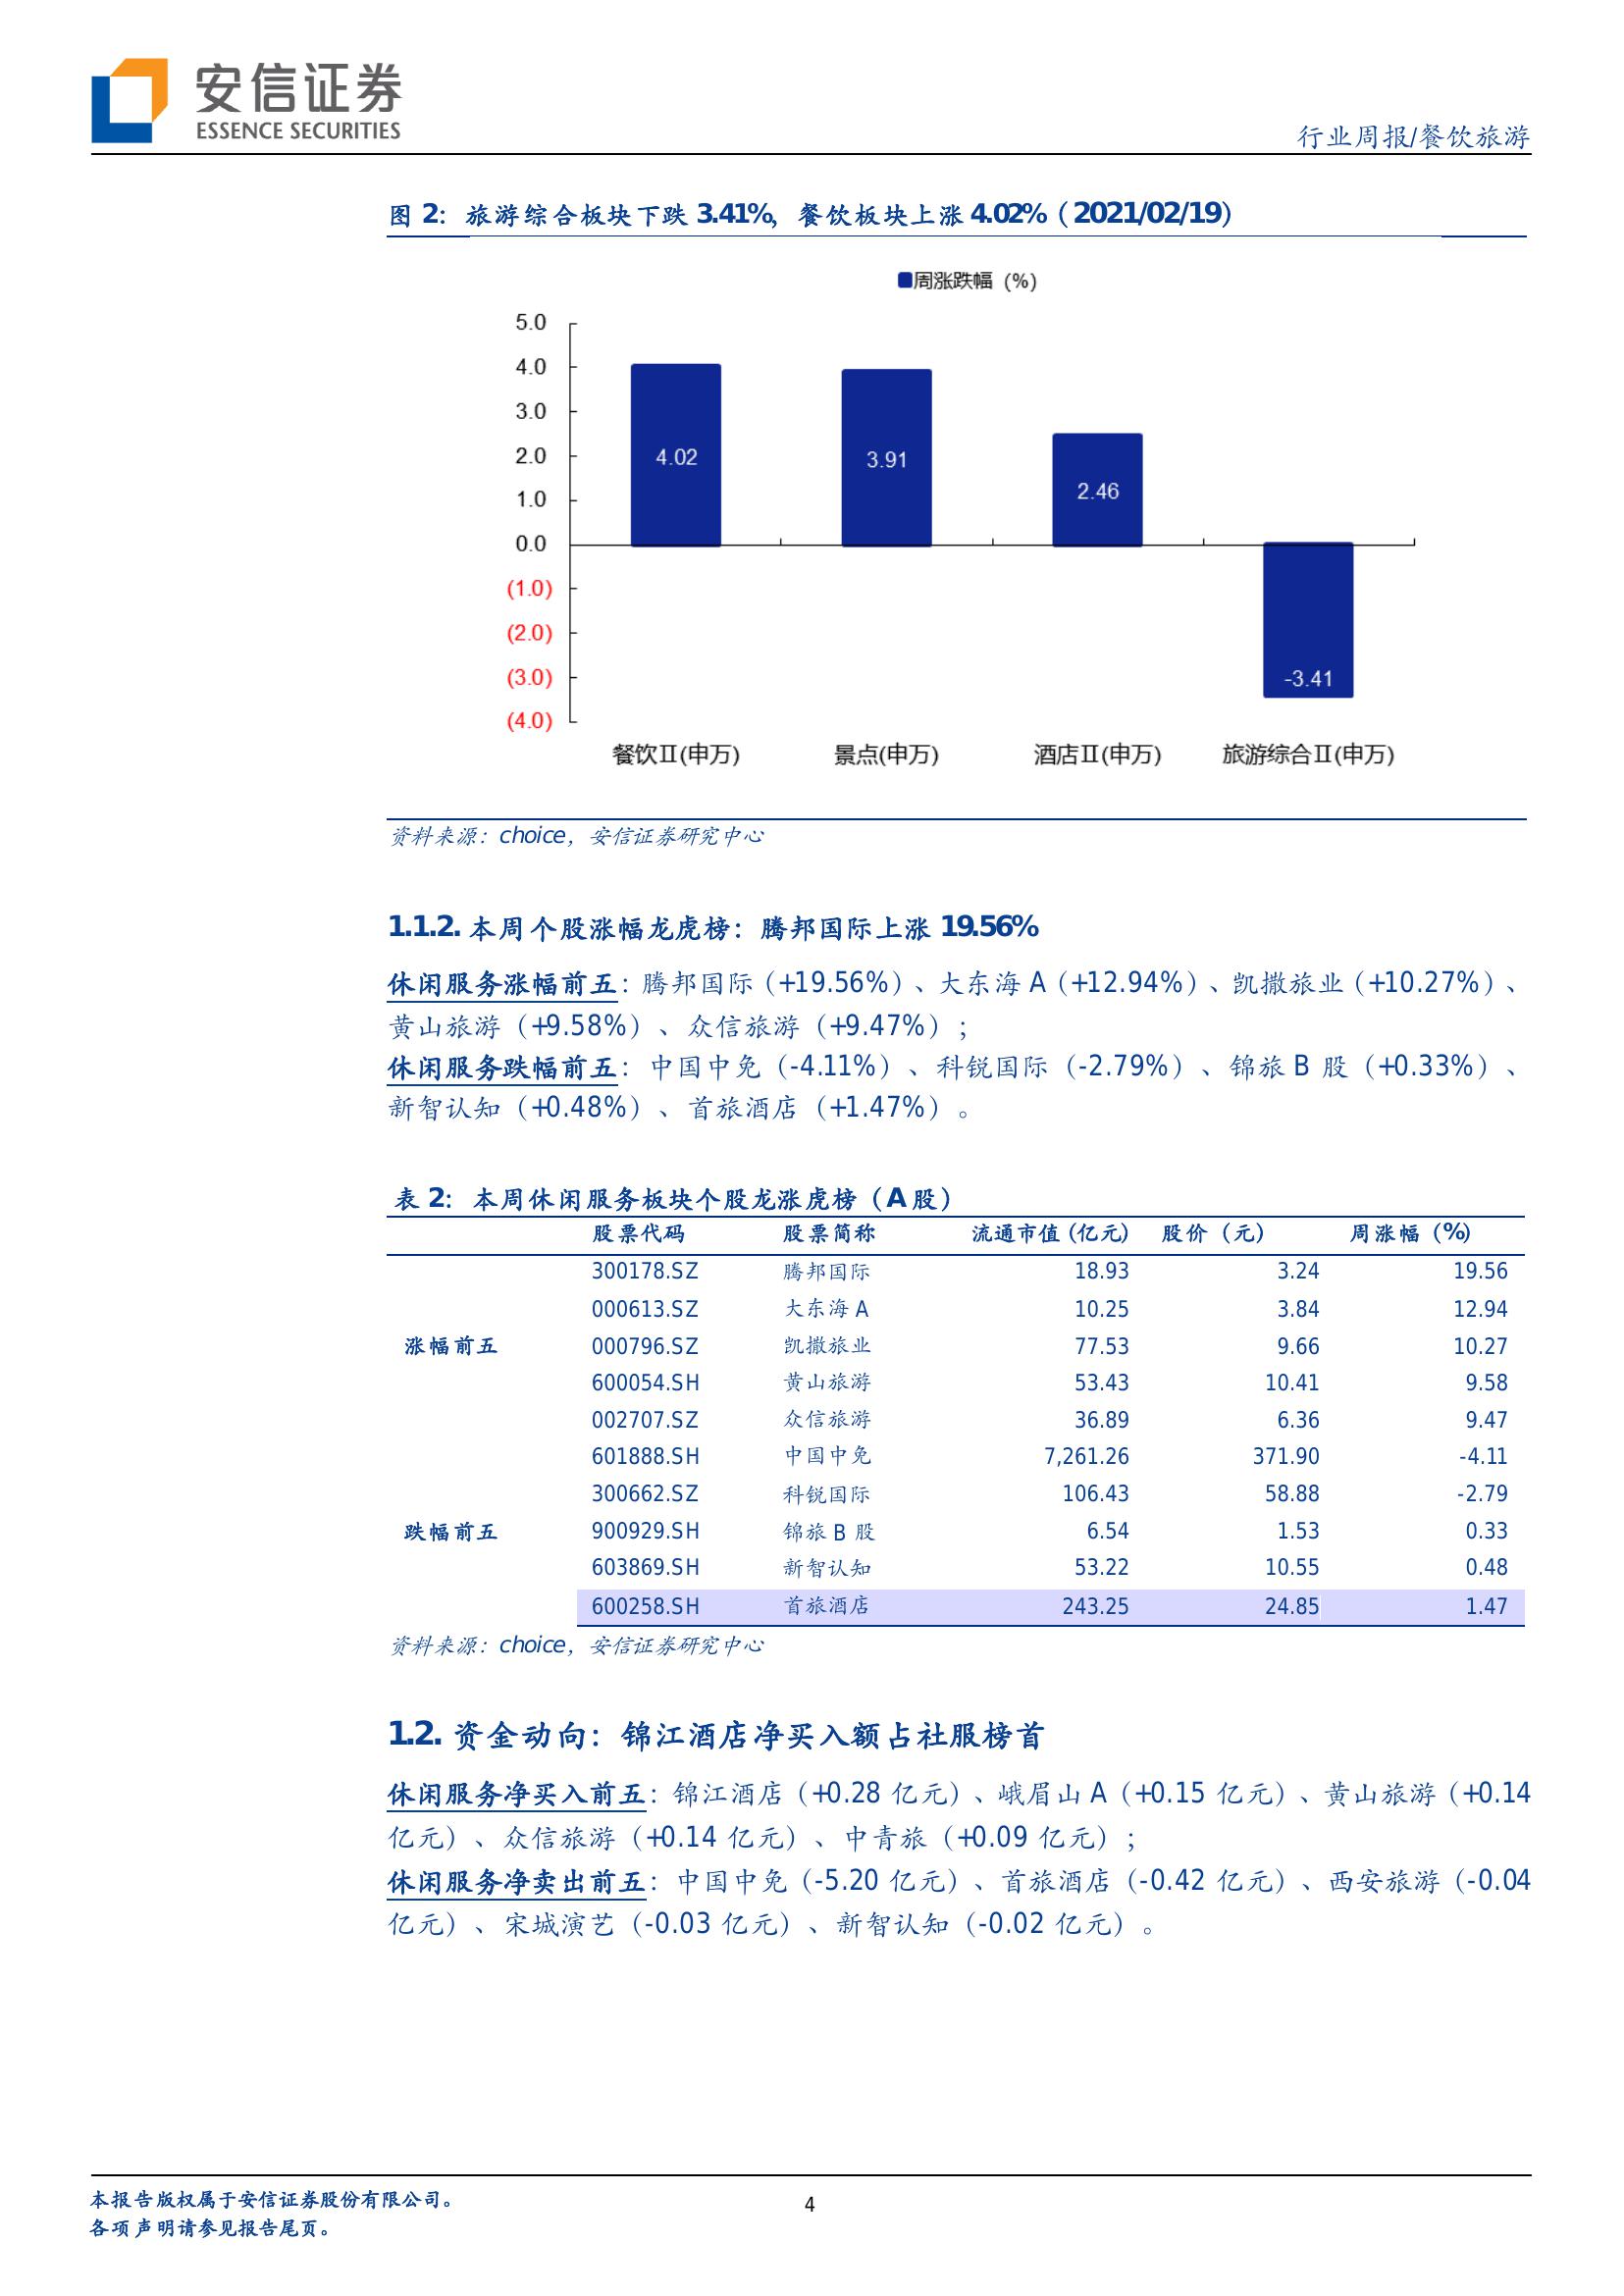 安信证券
ESSENCE SECURITIES
行业周报/餐饮旅游
图 2：旅游综合板块下跌 3.41%，餐饮板块上涨 4.02%（2021/02/19）
周涨跌幅（%）
5.0
4.0
3.0
2.0
1.0
0.0
(1.0)
(2.0)
(3.0)
(4.0)
4.02
3.91
2.46
-3.41
餐饮Ⅱ(申万) 景点(申万) 酒店Ⅱ(申万) 旅游综合Ⅱ(申万)
资料来源：choice，安信证券研究中心
1.1.2. 本周个股涨幅龙虎榜：腾邦国际上涨 19.56%
休闲服务涨幅前五：腾邦国际（+19.56%）、大东海 A（+12.94%）、凯撒旅业（+10.27%）、
黄山旅游（+9.58%）、众信旅游（+9.47%）；
休闲服务跌幅前五：中国中免（-4.11%）、科锐国际（-2.79%）、锦旅 B 股（+0.33%）、
新智认知（+0.48%）、首旅酒店（+1.47%）。
表 2：本周休闲服务板块个股龙涨虎榜（A 股）
股票代码 股票简称 流通市值 (亿元) 股价（元） 周涨幅（%）
300178.SZ 腾邦国际 18.93 3.24 19.56
000613.SZ 大东海 A 10.25 3.84 12.94
涨幅前五 000796.SZ 凯撒旅业 77.53 9.66 10.27
600054.SH 黄山旅游 53.43 10.41 9.58
002707.SZ 众信旅游 36.89 6.36 9.47
601888.SH 中国中免 7,261.26 371.90 -4.11
300662.SZ 科锐国际 106.43 58.88 -2.79
跌幅前五 900929.SH 锦旅 B 股 6.54 1.53 0.33
603869.SH 新智认知 53.22 10.55 0.48
600258.SH 首旅酒店 243.25 24.85 1.47
资料来源：choice，安信证券研究中心
1.2. 资金动向：锦江酒店净买入额占社服榜首
休闲服务净买入前五：锦江酒店（+0.28 亿元）、峨眉山 A（+0.15 亿元）、黄山旅游（+0.14
亿元）、众信旅游（+0.14 亿元）、中青旅（+0.09 亿元）；
休闲服务净卖出前五：中国中免（-5.20 亿元）、首旅酒店（-0.42 亿元）、西安旅游（-0.04
亿元）、宋城演艺（-0.03 亿元）、新智认知（-0.02 亿元）。
本报告版权属于安信证券股份有限公司。
各项声明请参见报告尾页。
4